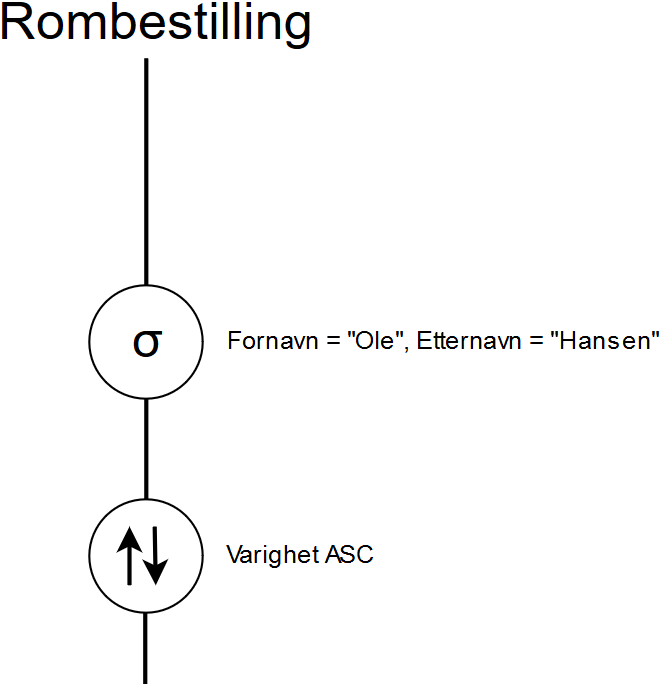 Rombestilling
σ
Fornavn = "Ole", Etternavn = "Hansen"
Varighet ASC